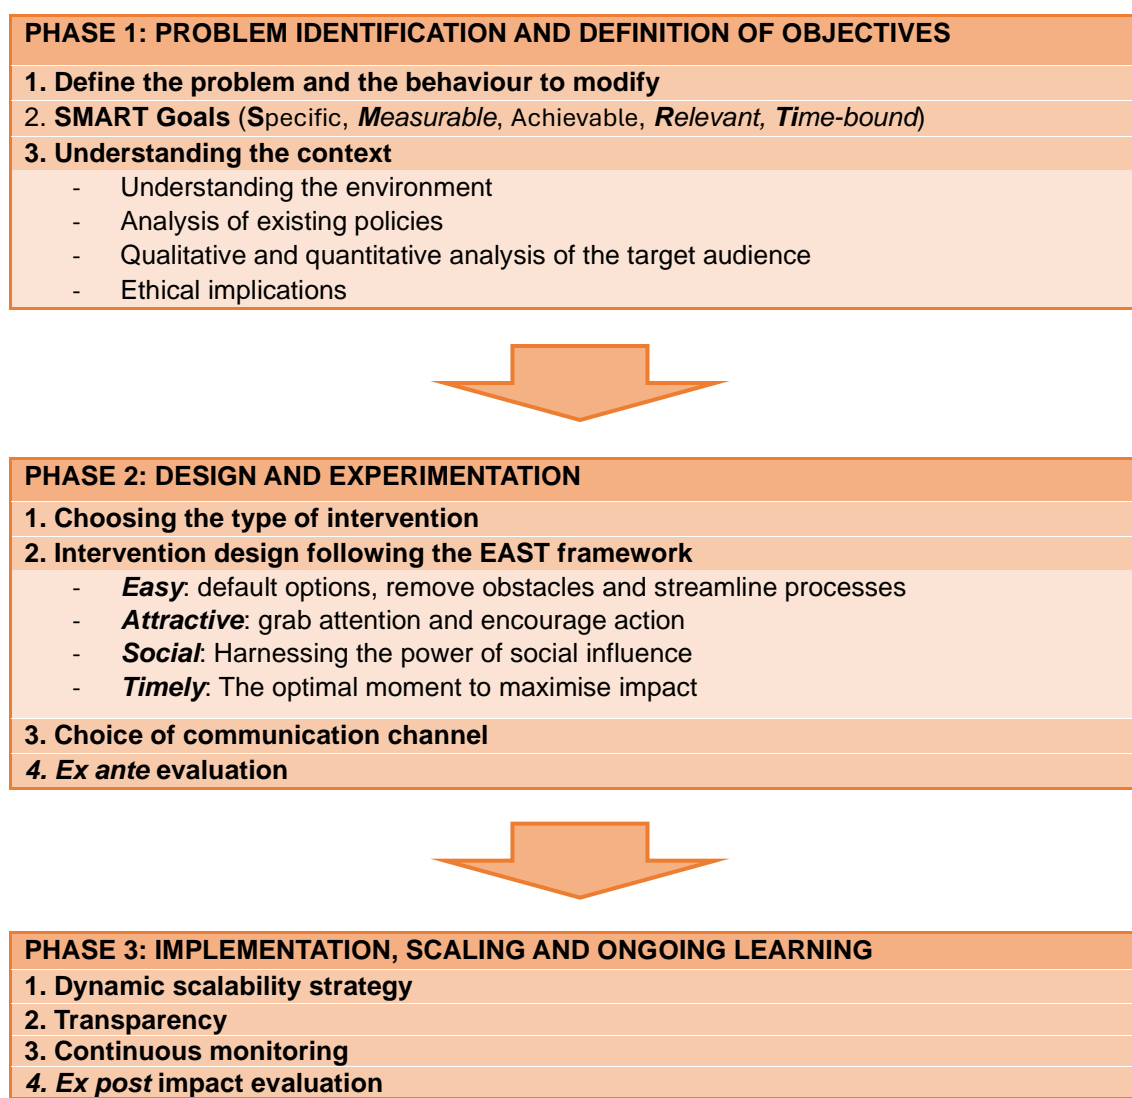 PHASE 1: PROBLEM IDENTIFICATION AND DEFINITION OF OBJECTIVES
1. Define the problem and the behaviour to modify
2. SMART Goals (Specific, Measurable, Achievable, Relevant, Time-bound)
3. Understanding the context
- Understanding the environment
- Analysis of existing policies
- Qualitative and quantitative analysis of the target audience
- Ethical implications
PHASE 2: DESIGN AND EXPERIMENTATION
1. Choosing the type of intervention
2. Intervention design following the EAST framework
- Easy: default options, remove obstacles and streamline processes
- Attractive: grab attention and encourage action
- Social: Harnessing the power of social influence
- Timely: The optimal moment to maximise impact
3. Choice of communication channel
4. Ex ante evaluation
PHASE 3: IMPLEMENTATION, SCALING AND ONGOING LEARNING
1. Dynamic scalability strategy
2. Transparency
3. Continuous monitoring
4. Ex post impact evaluation